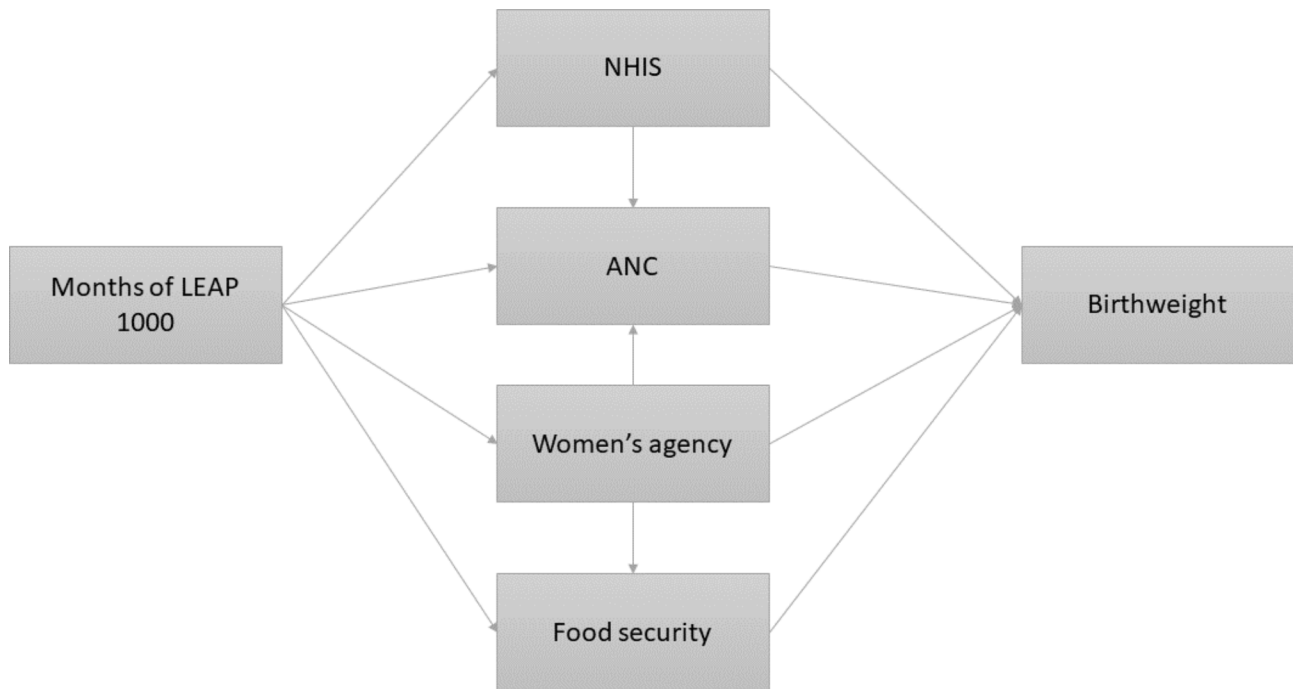 NHIS
ANC
Months of LEAP
1000
Birthweight
Women’s agency
Food security